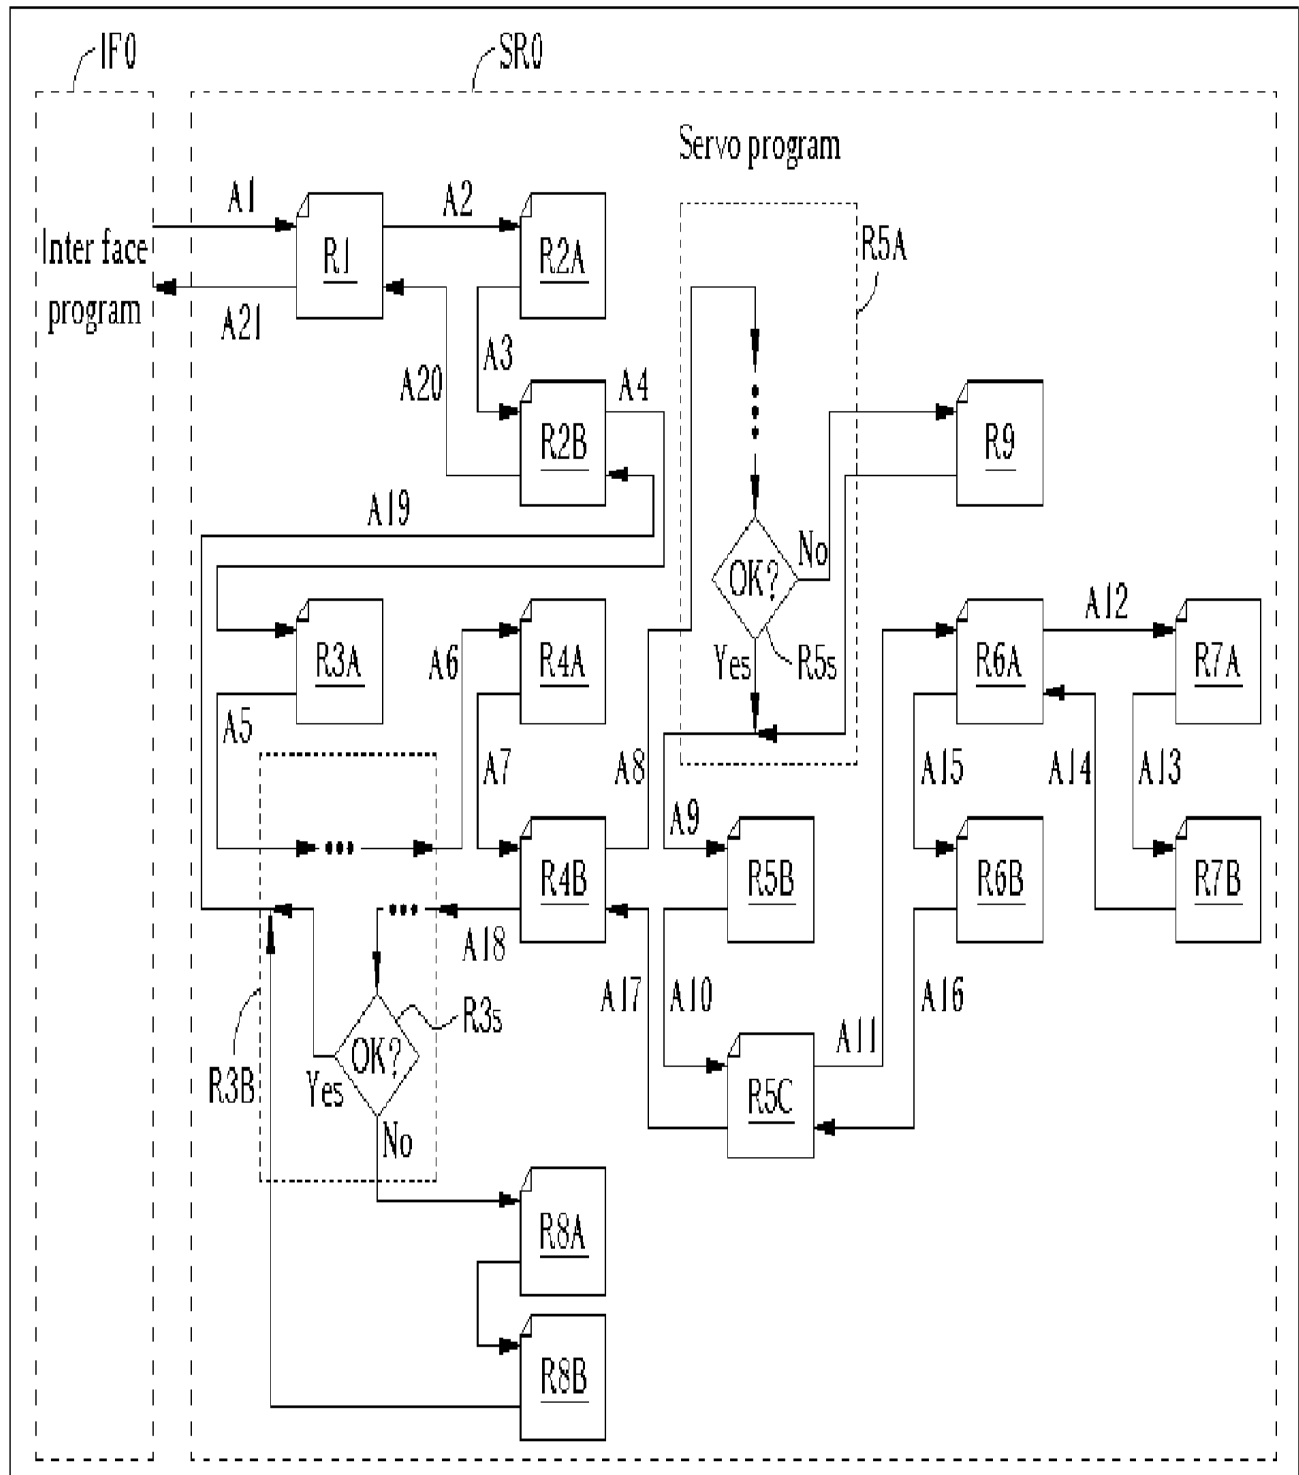 IF0
SR0
Servo program
A1
A2
R1
R2A
R5A
Inter face
program
A21
A3
A20
A4
R2B
R9
A19
No
OK?
A12
R3A
A6
R4A
Yes
R5s
R6A
R7A
A5
A7
A8
A15
A14
A13
A9
R4B
R5B
R6B
R7B
A18
A17
A10
A16
R3s
A11
OK?
R3B
Yes
R5C
No
R8A
R8B